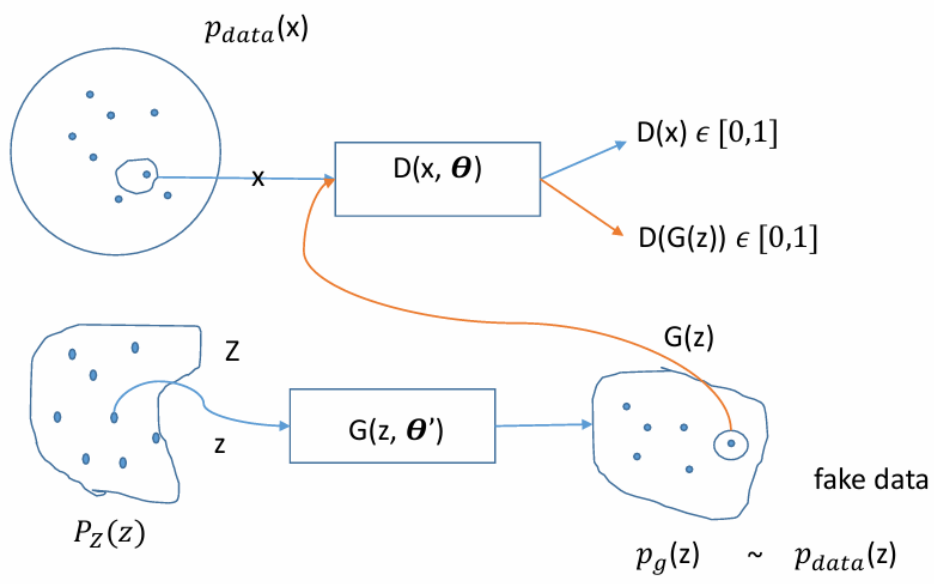 p_data(x)
D(x) ϵ [0,1]
D(x, θ)
x
D(G(z)) ϵ [0,1]
G(z)
Z
G(z, θ’)
z
fake data
P_Z(z)
p_g(z) ~ p_data(z)